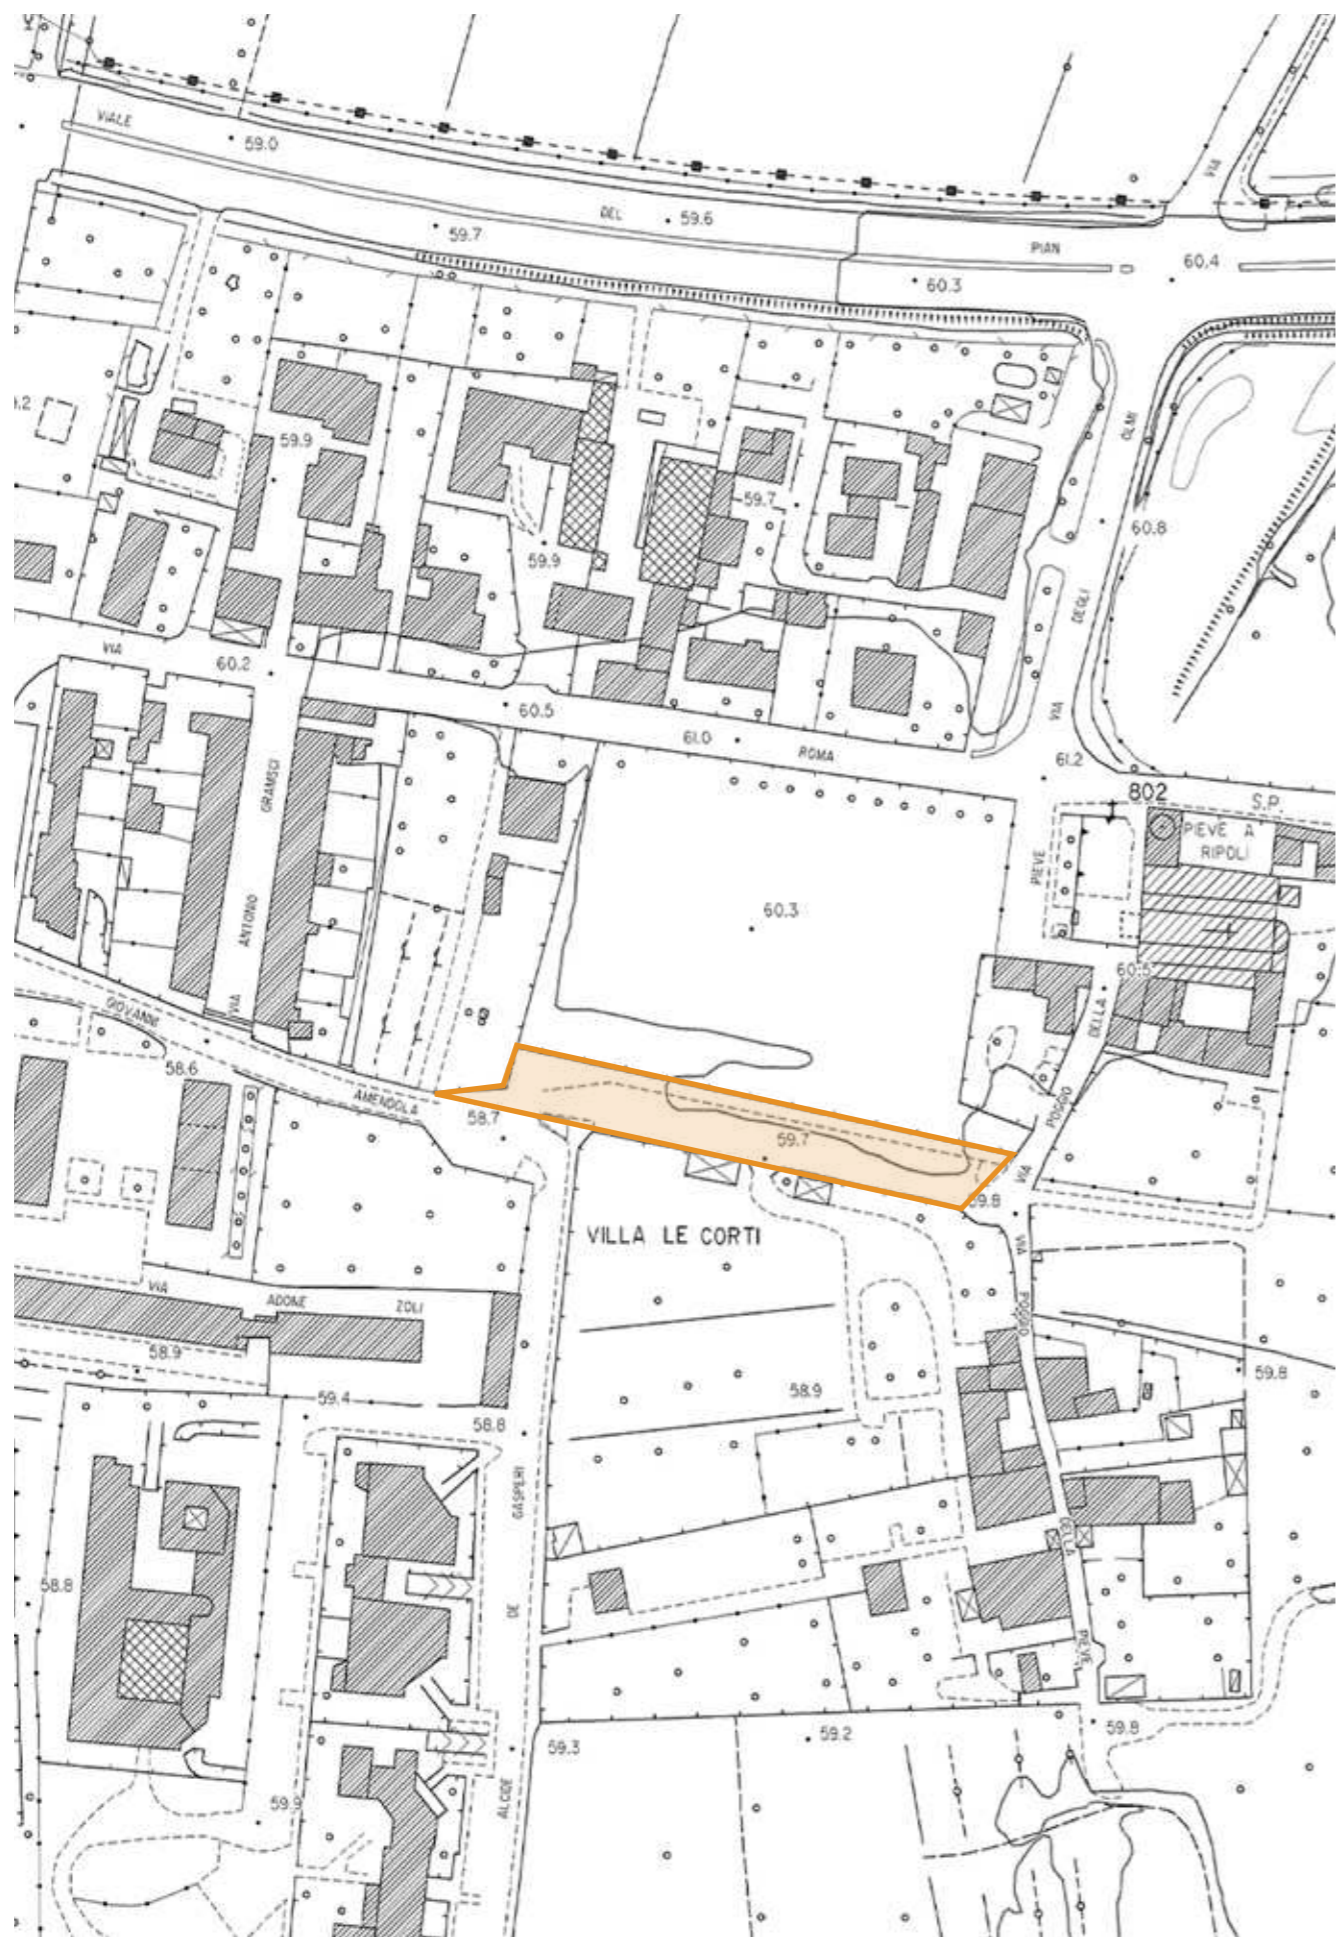 VIALE
59.0
VIA
DEL
59.6
59.7
PIAN
60.4
60.3
59.9
OLMI
59.7
60.8
59.9
DEGLI
VIA
60.2
VIA
60.5
61.0
ROMA
61.2
802
S.P.
GRAMSCI
PIEVE A
RIPOLI
PIEVE
60.3
ANTONIO
60.5
VIA
GIOVANNI
DELLA
58.6
AMENDOLA
58.7
POGGIO
59.7
VIA
59.8
VILLA LE CORTI
VIA
VIA
ADONE
ZOLI
POGGIO
58.9
59.8
59.4
58.9
58.8
GASPERI
DELLA
58.8
DE
PIEVE
59.8
59.3
59.2
59.9
ALCIDE